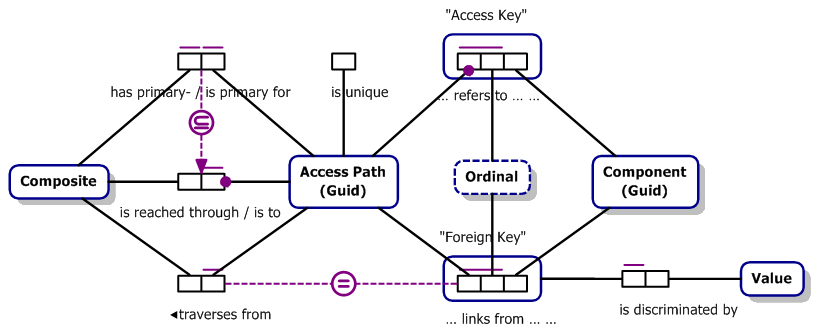 "Access Key"
has primary- / is primary for
is unique
... refers to ... ...
Composite
Access Path
(Guid)
Ordinal
Component
(Guid)
is reached through / is to
"Foreign Key"
Value
◄traverses from
... links from ... ...
is discriminated by